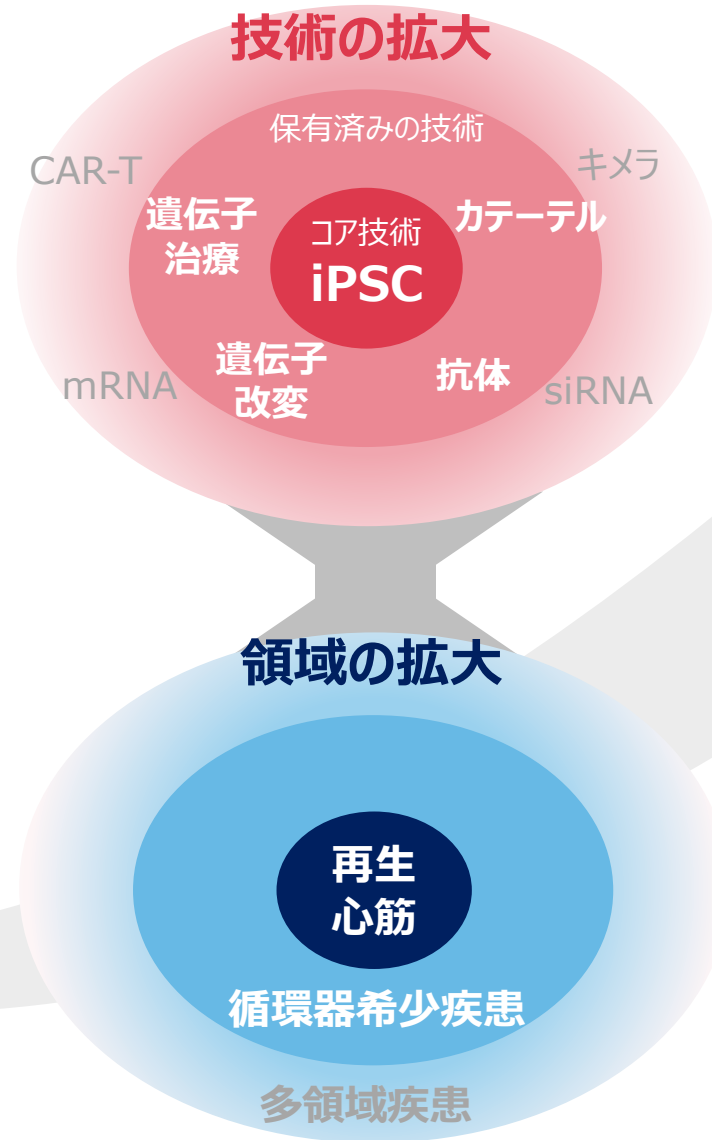 技術の拡大
保有済みの技術
CAR-T
キメラ
遺伝子
治療
コア技術
iPSC
カテーテル
遺伝子
改変
抗体
mRNA
siRNA
領域の拡大
再生
心筋
循環器希少疾患
多領域疾患